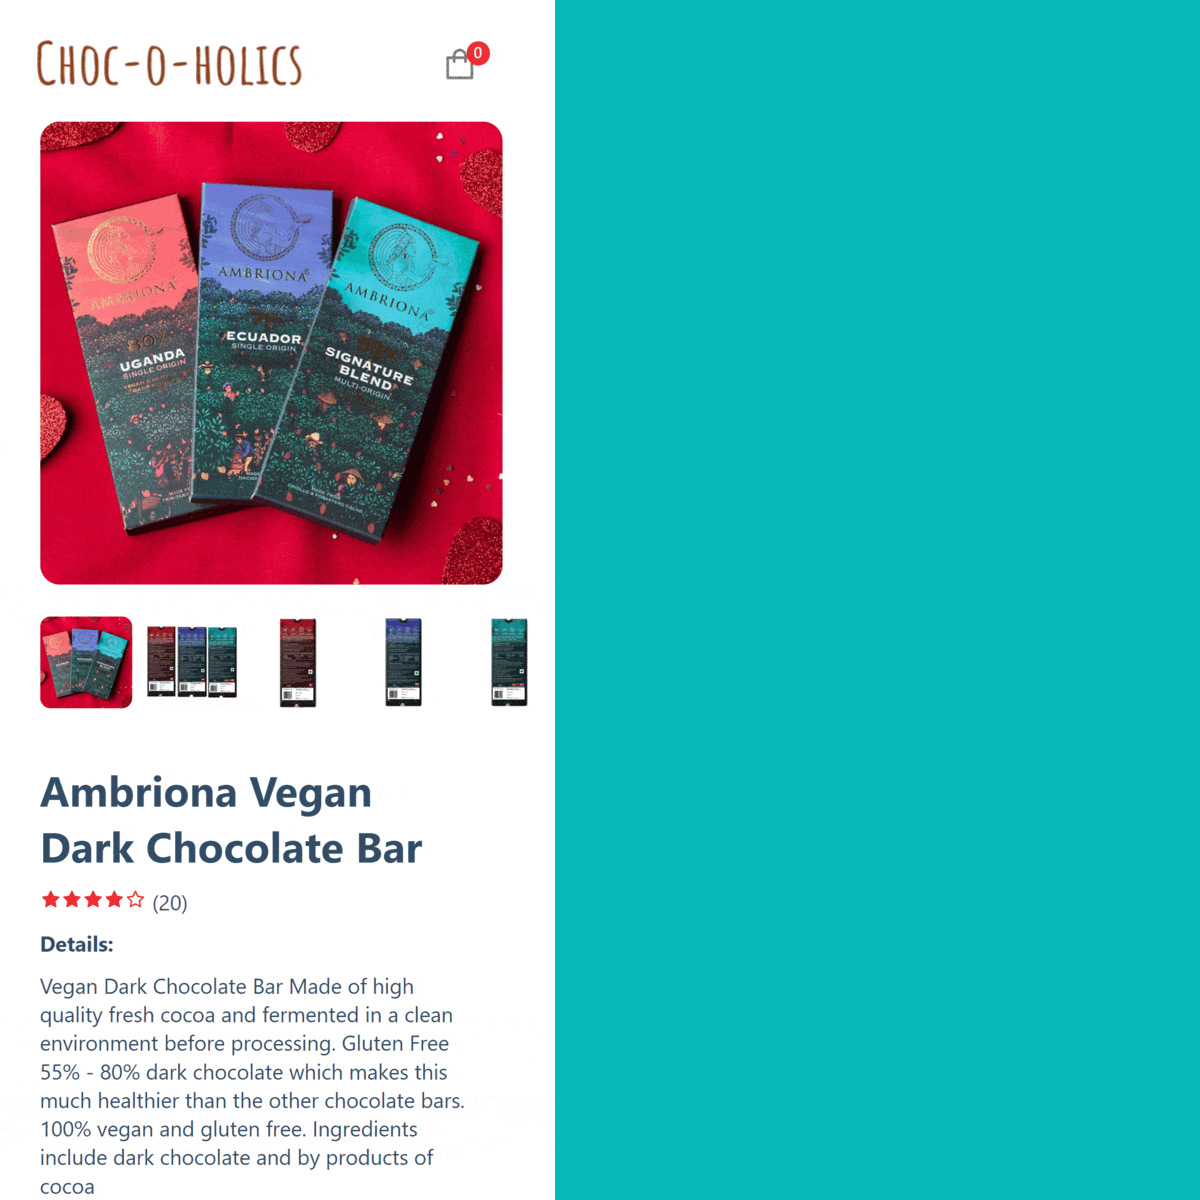 CHOC-O-HOLICS
0
AMBRIONA
80%
UGANDA
SINGLE ORIGIN
AMBRIONA
ECUADOR
SINGLE ORIGIN
AMBRIONA
SIGNATURE
BLEND
MULTI-ORIGIN
Ambriona Vegan
Dark Chocolate Bar
(20)
Details:
Vegan Dark Chocolate Bar Made of high
quality fresh cocoa and fermented in a clean
environment before processing. Gluten Free
55% - 80% dark chocolate which makes this
much healthier than the other chocolate bars.
100% vegan and gluten free. Ingredients
include dark chocolate and by products of
cocoa